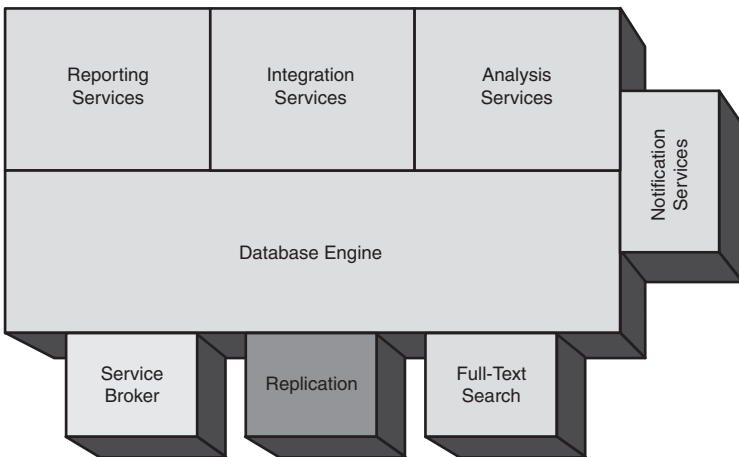 Reporting
Services
Integration
Services
Analysis
Services
Notification
Services
Database Engine
Service
Broker
Replication
Full-Text
Search